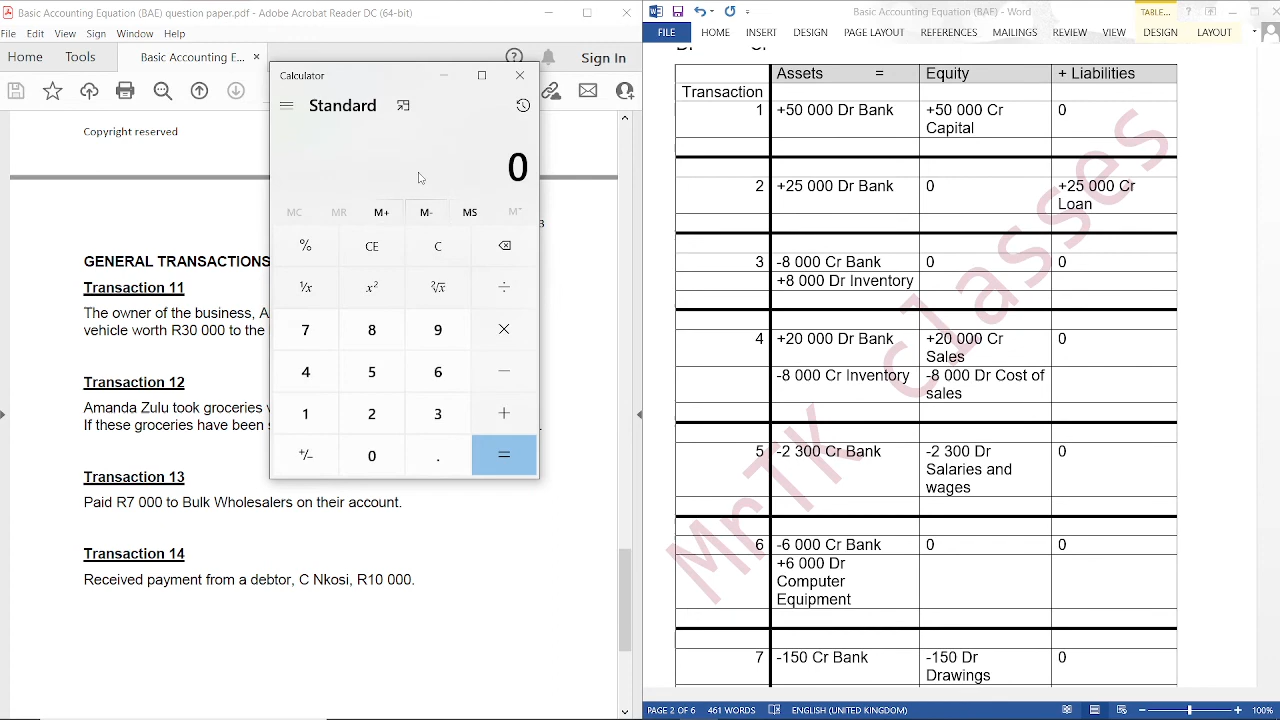 Basic Accounting Equation (BAE) question paper.pdf - Adobe Acrobat Reader DC (64-bit)
File Edit View Sign Window Help
Home Tools Basic Accounting E... × Sign In
Copyright reserved
3
GENERAL TRANSACTIONS
Transaction 11
The owner of the business, A
vehicle worth R30 000 to the
Transaction 12
Amanda Zulu took groceries
If these groceries have been
Transaction 13
Paid R7 000 to Bulk Wholesalers on their account.
Transaction 14
Received payment from a debtor, C Nkosi, R10 000.
Calculator
Standard
0
MC MR M+ M- MS M
% CE C
1/x x² ²√x ÷
7 8 9 ×
4 5 6 −
1 2 3 +
+/− 0 . =
Basic Accounting Equation (BAE) - Word TABLE... ?
FILE HOME INSERT DESIGN PAGE LAYOUT REFERENCES MAILINGS REVIEW VIEW DESIGN LAYOUT
Assets = Equity + Liabilities
Transaction
1 +50 000 Dr Bank +50 000 Cr 0
Capital
2 +25 000 Dr Bank 0 +25 000 Cr
Loan
3 -8 000 Cr Bank 0 0
+8 000 Dr Inventory
4 +20 000 Dr Bank +20 000 Cr 0
Sales
-8 000 Cr Inventory -8 000 Dr Cost of
sales
5 -2 300 Cr Bank -2 300 Dr 0
Salaries and
wages
6 -6 000 Cr Bank 0 0
+6 000 Dr
Computer
Equipment
7 -150 Cr Bank -150 Dr 0
Drawings
MrTK Classes
PAGE 2 OF 6 461 WORDS ENGLISH (UNITED KINGDOM) 100%